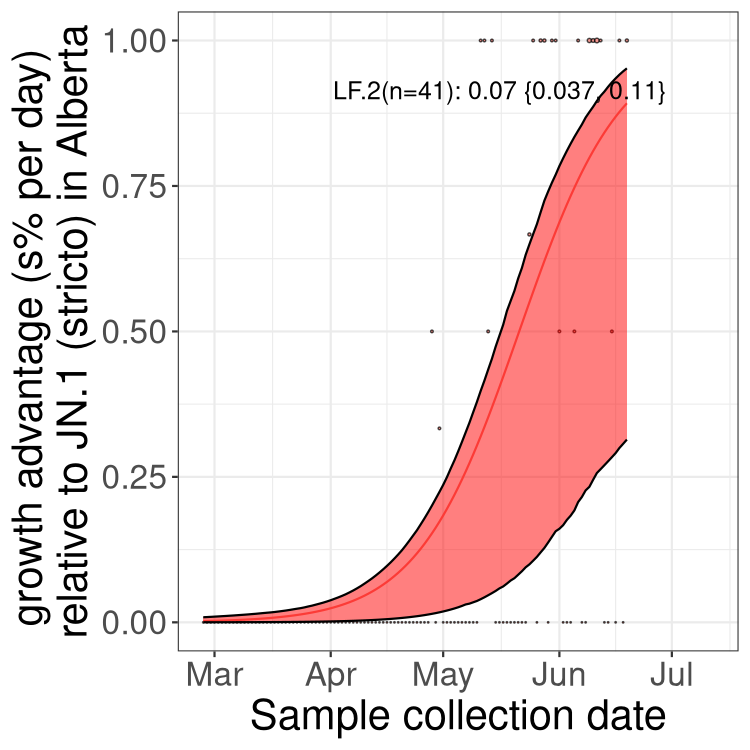 growth advantage (s% per day)
relative to JN.1 (stricto) in Alberta
1.00
0.75
0.50
0.25
0.00
LF.2(n=41): 0.07 {0.037, 0.11}
Mar Apr May Jun Jul
Sample collection date